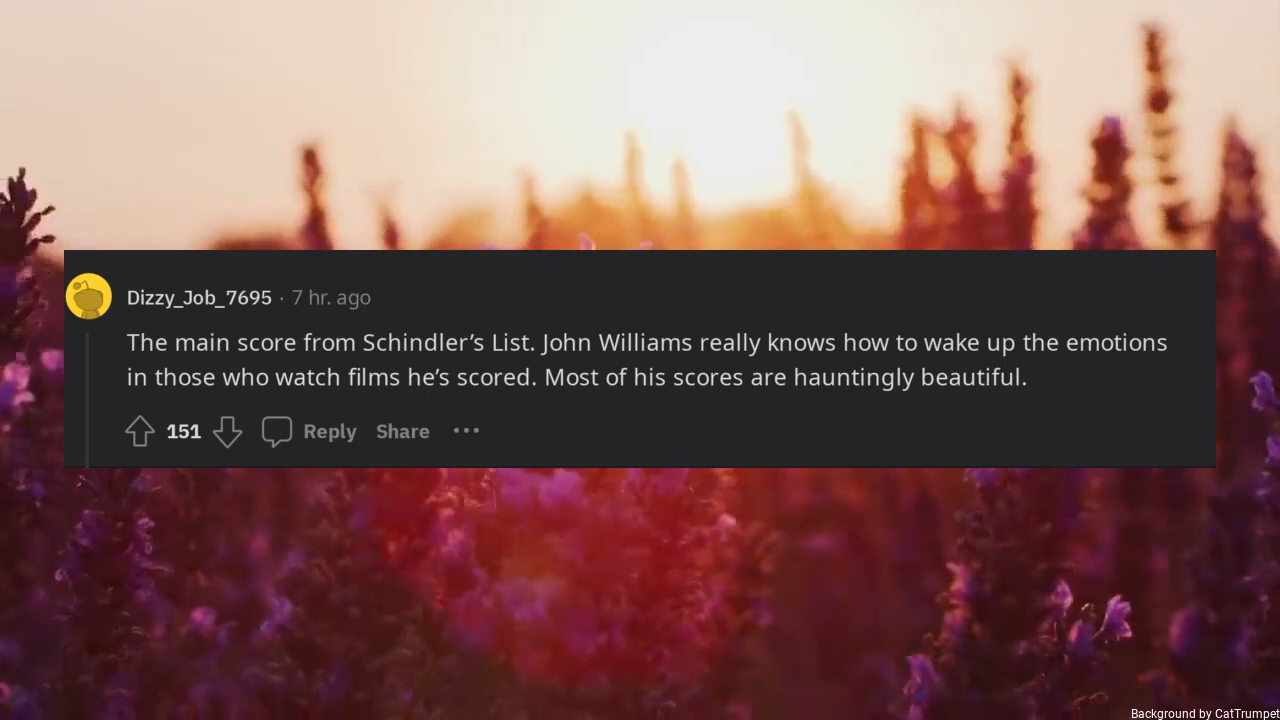 Dizzy_Job_7695 · 7 hr. ago
The main score from Schindler’s List. John Williams really knows how to wake up the emotions
in those who watch films he’s scored. Most of his scores are hauntingly beautiful.
151 Reply Share ···
Background by CatTrumpet